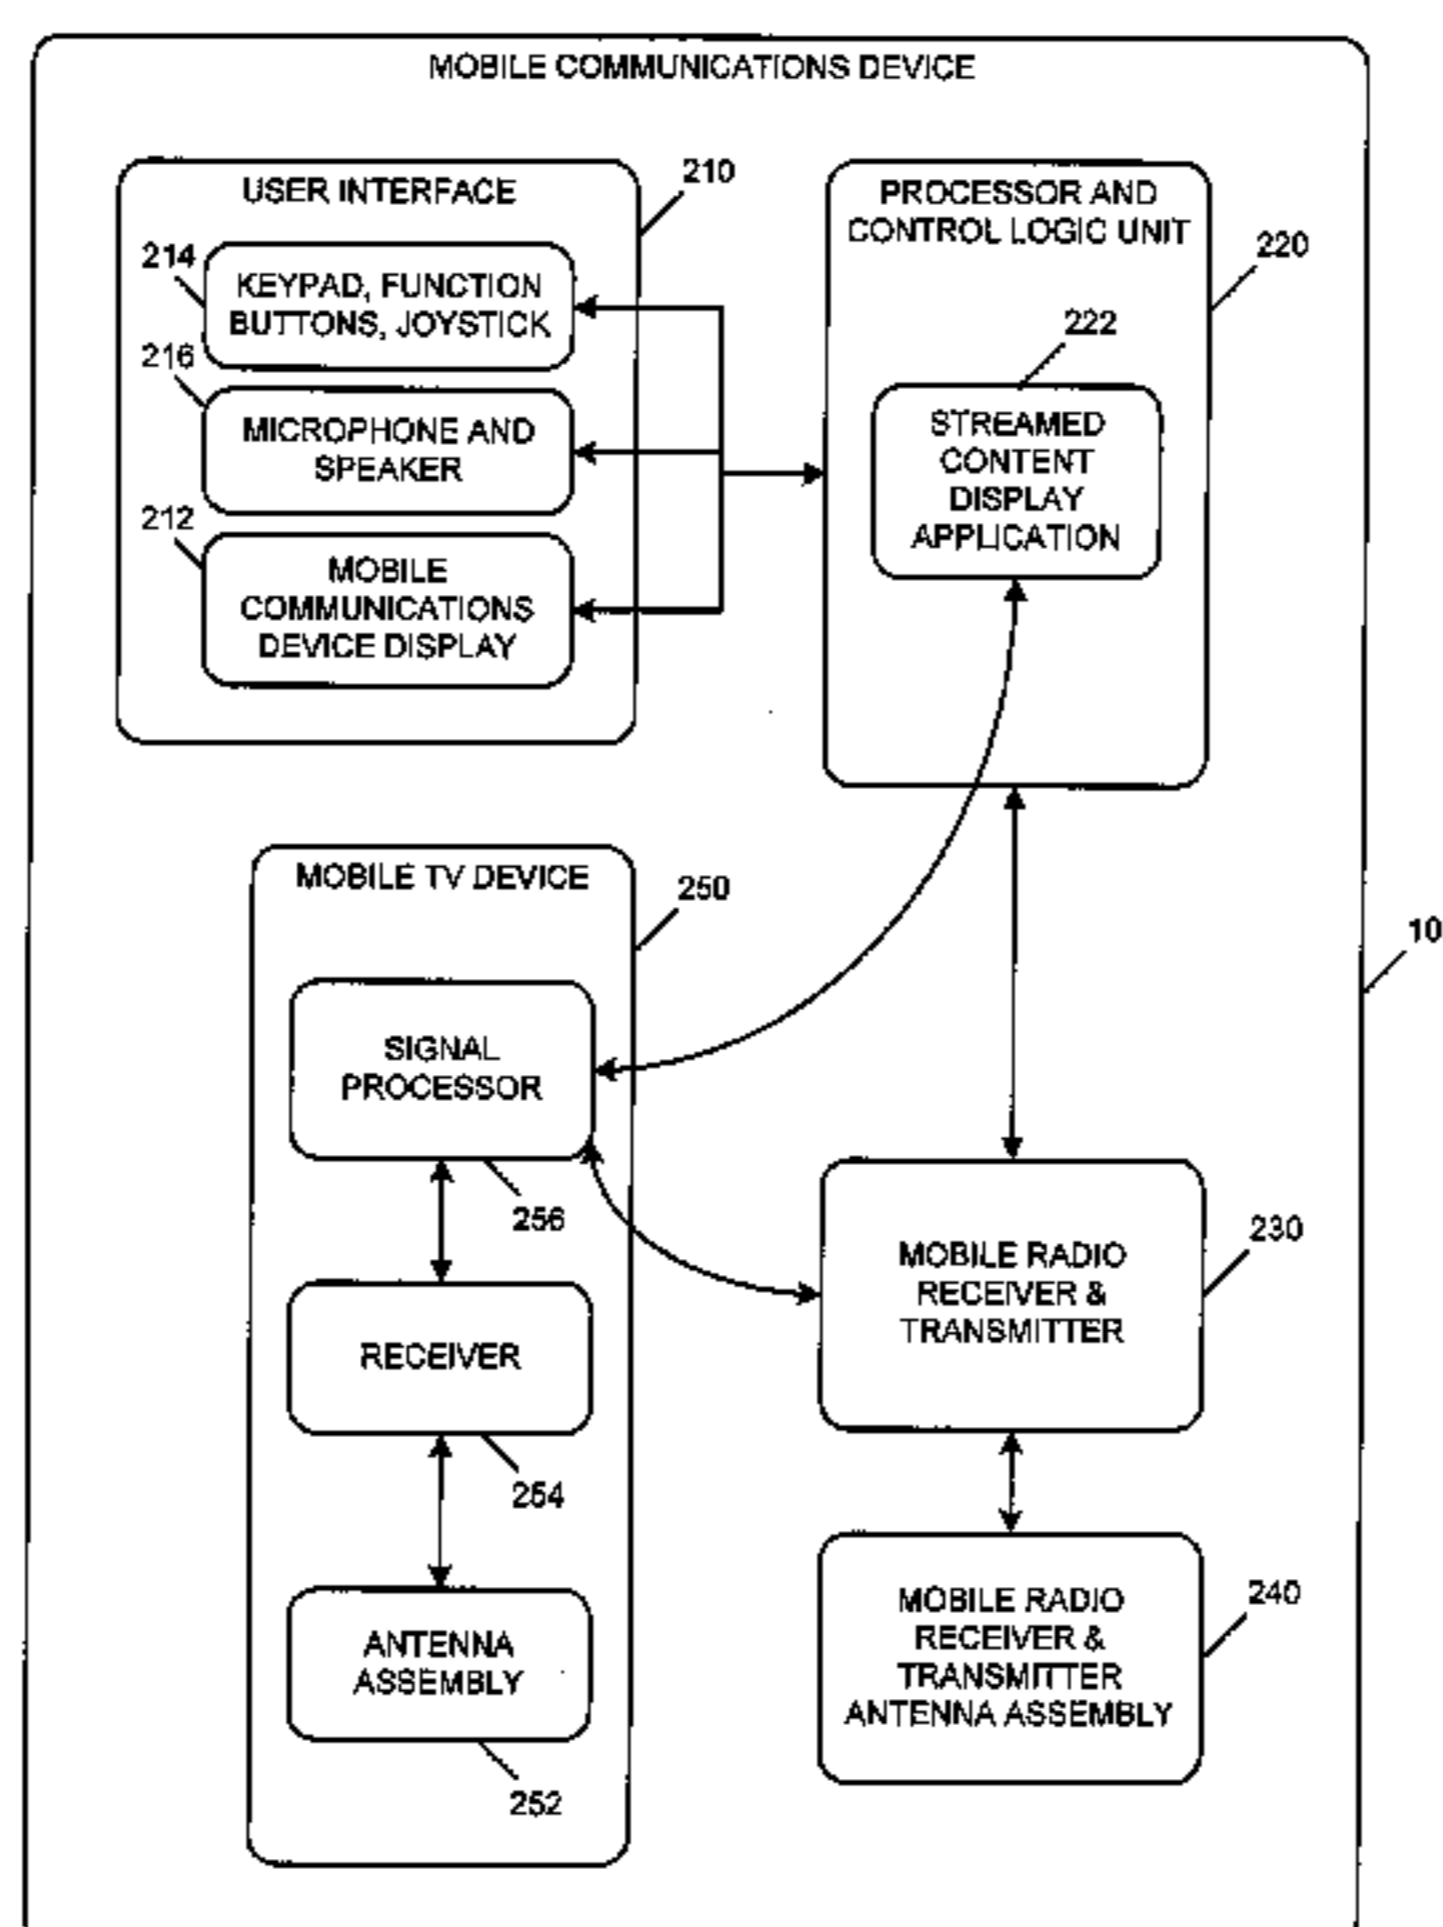 MOBILE COMMUNICATIONS DEVICE
USER INTERFACE
210
214
KEYPAD, FUNCTION
BUTTONS, JOYSTICK
216
MICROPHONE AND
SPEAKER
212
MOBILE
COMMUNICATIONS
DEVICE DISPLAY
PROCESSOR AND
CONTROL LOGIC UNIT
220
222
STREAMED
CONTENT
DISPLAY
APPLICATION
MOBILE TV DEVICE
250
10
SIGNAL
PROCESSOR
256
RECEIVER
254
ANTENNA
ASSEMBLY
252
MOBILE RADIO
RECEIVER &
TRANSMITTER
230
MOBILE RADIO
RECEIVER &
TRANSMITTER
ANTENNA ASSEMBLY
240